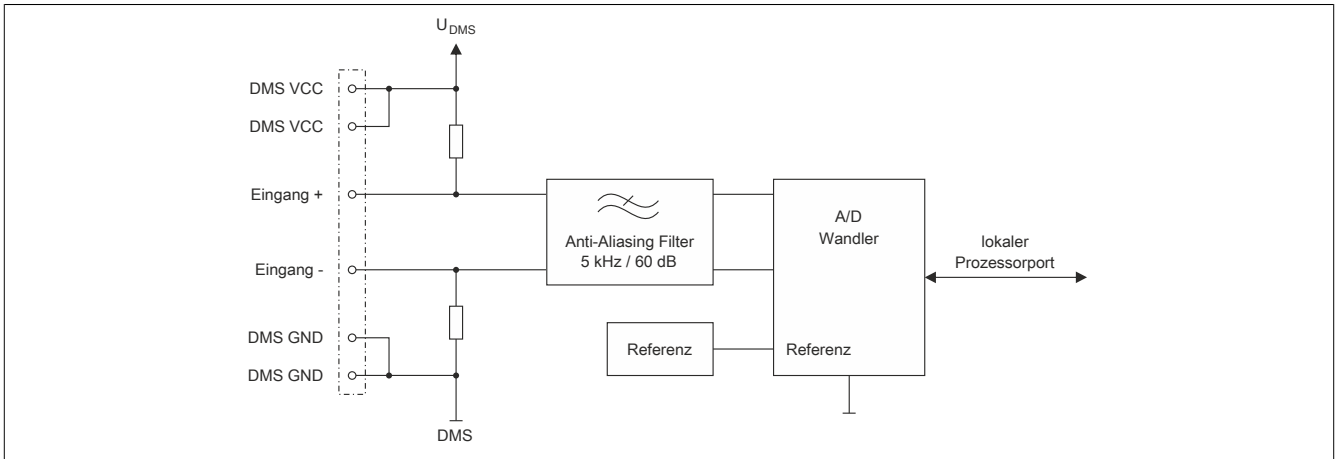 UDMS
DMS VCC
DMS VCC
Eingang +
Eingang -
DMS GND
DMS GND
DMS
Anti-Aliasing Filter
5 kHz / 60 dB
Referenz
A/D
Wandler
Referenz
lokaler
Prozessorport